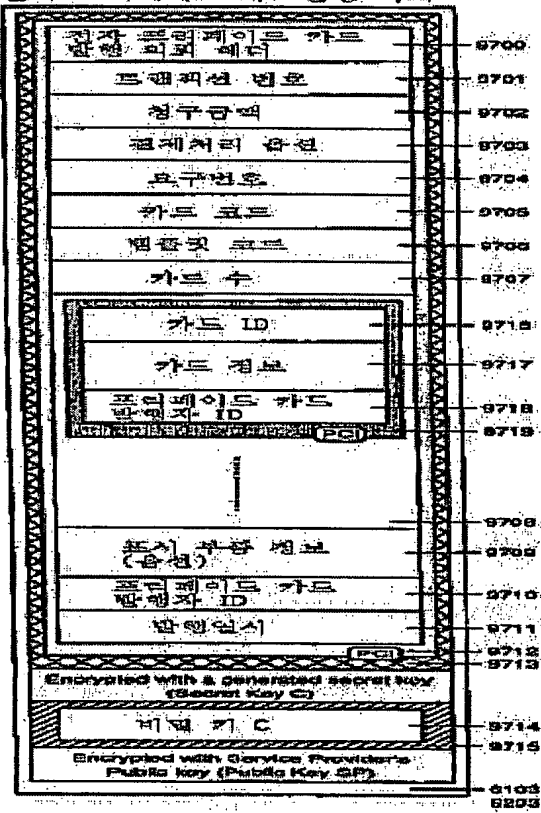 전자 프리페이드 카드
발행 의뢰 헤더
9700
트랜잭션 번호
9701
청구금액
9702
결제처리 옵션
9703
요구번호
9704
카드 코드
9705
템플릿 코드
9706
카드 수
9707
카드 ID
9716
카드 정보
9717
프리페이드 카드
발행자 ID
9718
PCI
9719
9708
표시 부품 정보
(옵션)
9709
프리페이드 카드
발행자 ID
9710
발행일시
9711
PCI
9712
9713
Encrypted with a generated secret key
(Secret Key C)
비밀 키 C
9714
9715
Encrypted with Service Provider's
Public key (Public Key SP)
6103
9203